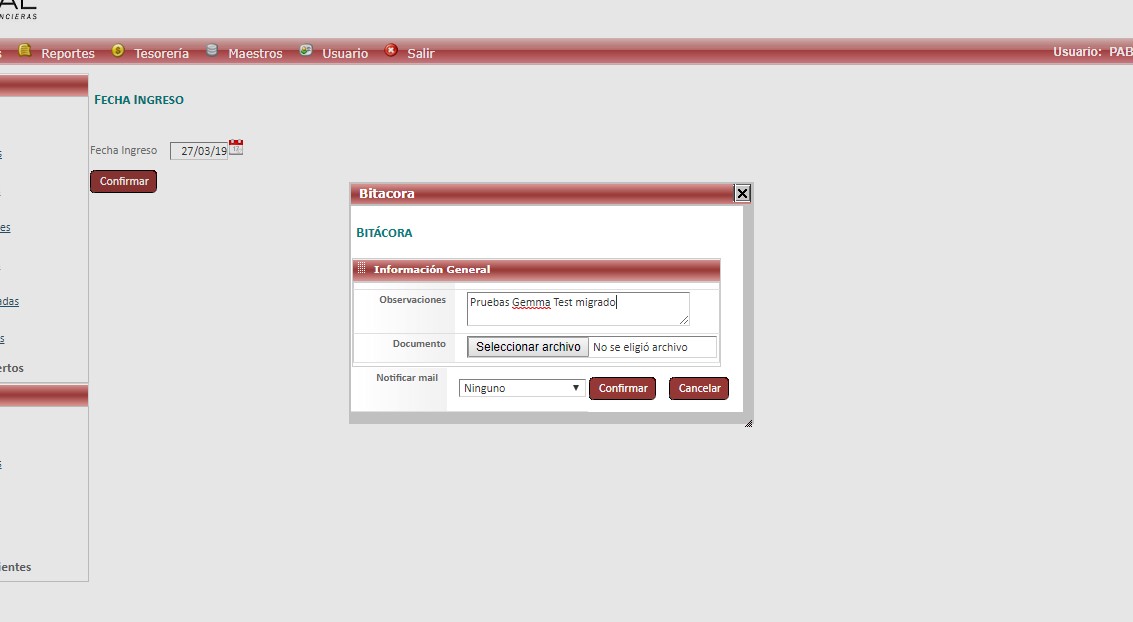 NCIERAS
Reportes Tesorería Maestros Usuario Salir Usuario: PAB
FECHA INGRESO
Fecha Ingreso 27/03/19
Confirmar
es
adas
s
ertos
s
ientes
Bitacora
BITÁCORA
Información General
Observaciones Pruebas Gemma Test migrado
Documento Seleccionar archivo No se eligió archivo
Notificar mail Ninguno Confirmar Cancelar